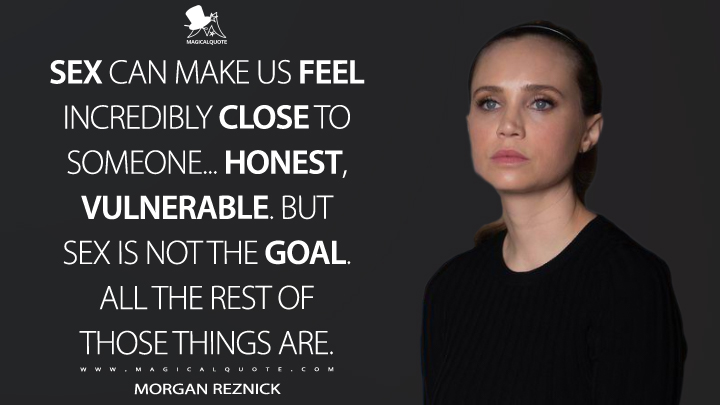 MAGICALQUOTE
SEX CAN MAKE US FEEL
INCREDIBLY CLOSE TO
SOMEONE... HONEST,
VULNERABLE. BUT
SEX IS NOT THE GOAL.
ALL THE REST OF
THOSE THINGS ARE.
WWW.MAGICALQUOTE.COM
MORGAN REZNICK